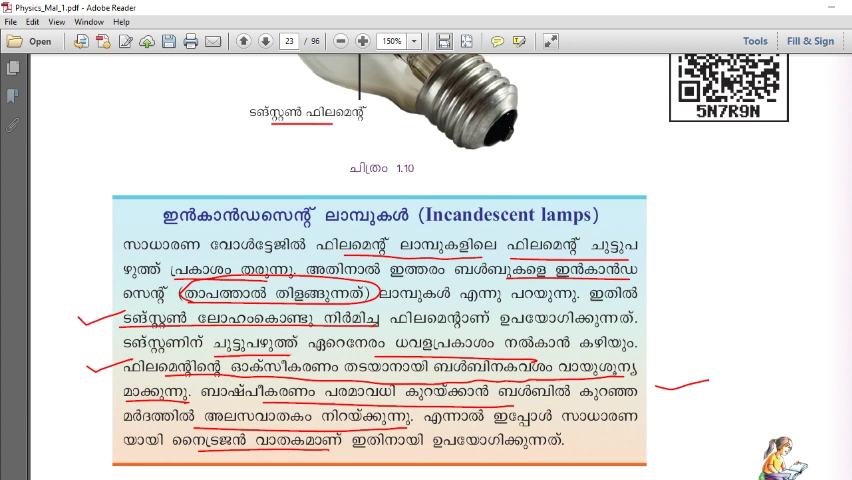 Physics_Mal_1.pdf - Adobe Reader
File Edit View Window Help
Open 23 / 96 150% Tools Fill & Sign
ടങ്സ്റ്റൺ ഫിലമെന്റ്
5N7R9N
ചിത്രം 1.10
ഇൻകാൻഡസെന്റ് ലാമ്പുകൾ (Incandescent lamps)
സാധാരണ വോൾട്ടേജിൽ ഫിലമെന്റ് ലാമ്പുകളിലെ ഫിലമെന്റ് ചുട്ടുപ
ഴുത്ത് പ്രകാശം തരുന്നു. അതിനാൽ ഇത്തരം ബൾബുകളെ ഇൻകാൻഡ
സെന്റ് (താപത്താൽ തിളങ്ങുന്നത്) ലാമ്പുകൾ എന്നു പറയുന്നു. ഇതിൽ
ടങ്സ്റ്റൺ ലോഹംകൊണ്ടു നിർമിച്ച ഫിലമെന്റാണ് ഉപയോഗിക്കുന്നത്.
ടങ്സ്റ്റണിന് ചുട്ടുപഴുത്ത് ഏറെനേരം ധവളപ്രകാശം നൽകാൻ കഴിയും.
ഫിലമെന്റിന്റെ ഓക്സീകരണം തടയാനായി ബൾബിനകവശം വായുശൂന്യ
മാക്കുന്നു. ബാഷ്പീകരണം പരമാവധി കുറയ്ക്കാൻ ബൾബിൽ കുറഞ്ഞ
മർദത്തിൽ അലസവാതകം നിറയ്ക്കുന്നു. എന്നാൽ ഇപ്പോൾ സാധാരണ
യായി നൈട്രജൻ വാതകമാണ് ഇതിനായി ഉപയോഗിക്കുന്നത്.